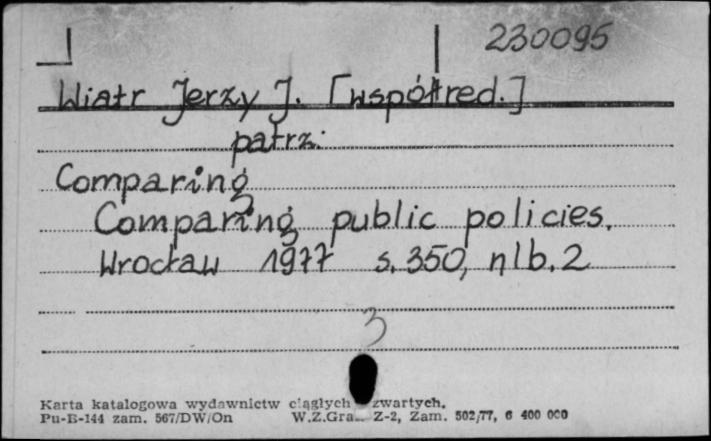 230095
Wiatr Jerzy J. [współred.]
patrz:
Comparing
Comparing public policies.
Wrocław 1977 s. 350, nlb. 2
3
Karta katalogowa wydawnictw ciągłych zwartych.
Pu-B-144 zam. 567/DW/On W.Z.Gra.. Z-2, Zam. 502/77, 6 400 000